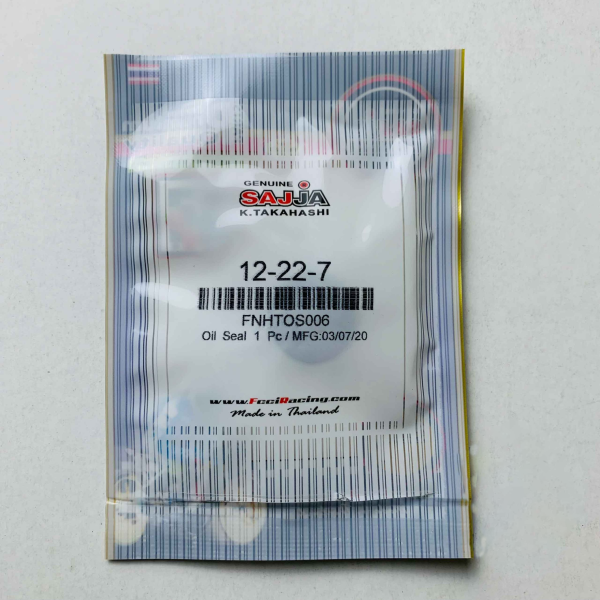 GENUINE
SAJJA
K.TAKAHASHI
12-22-7
FNHTOS006
Oil Seal 1 Pc / MFG:03/07/20
www.FcciRacing.com
Made in Thailand